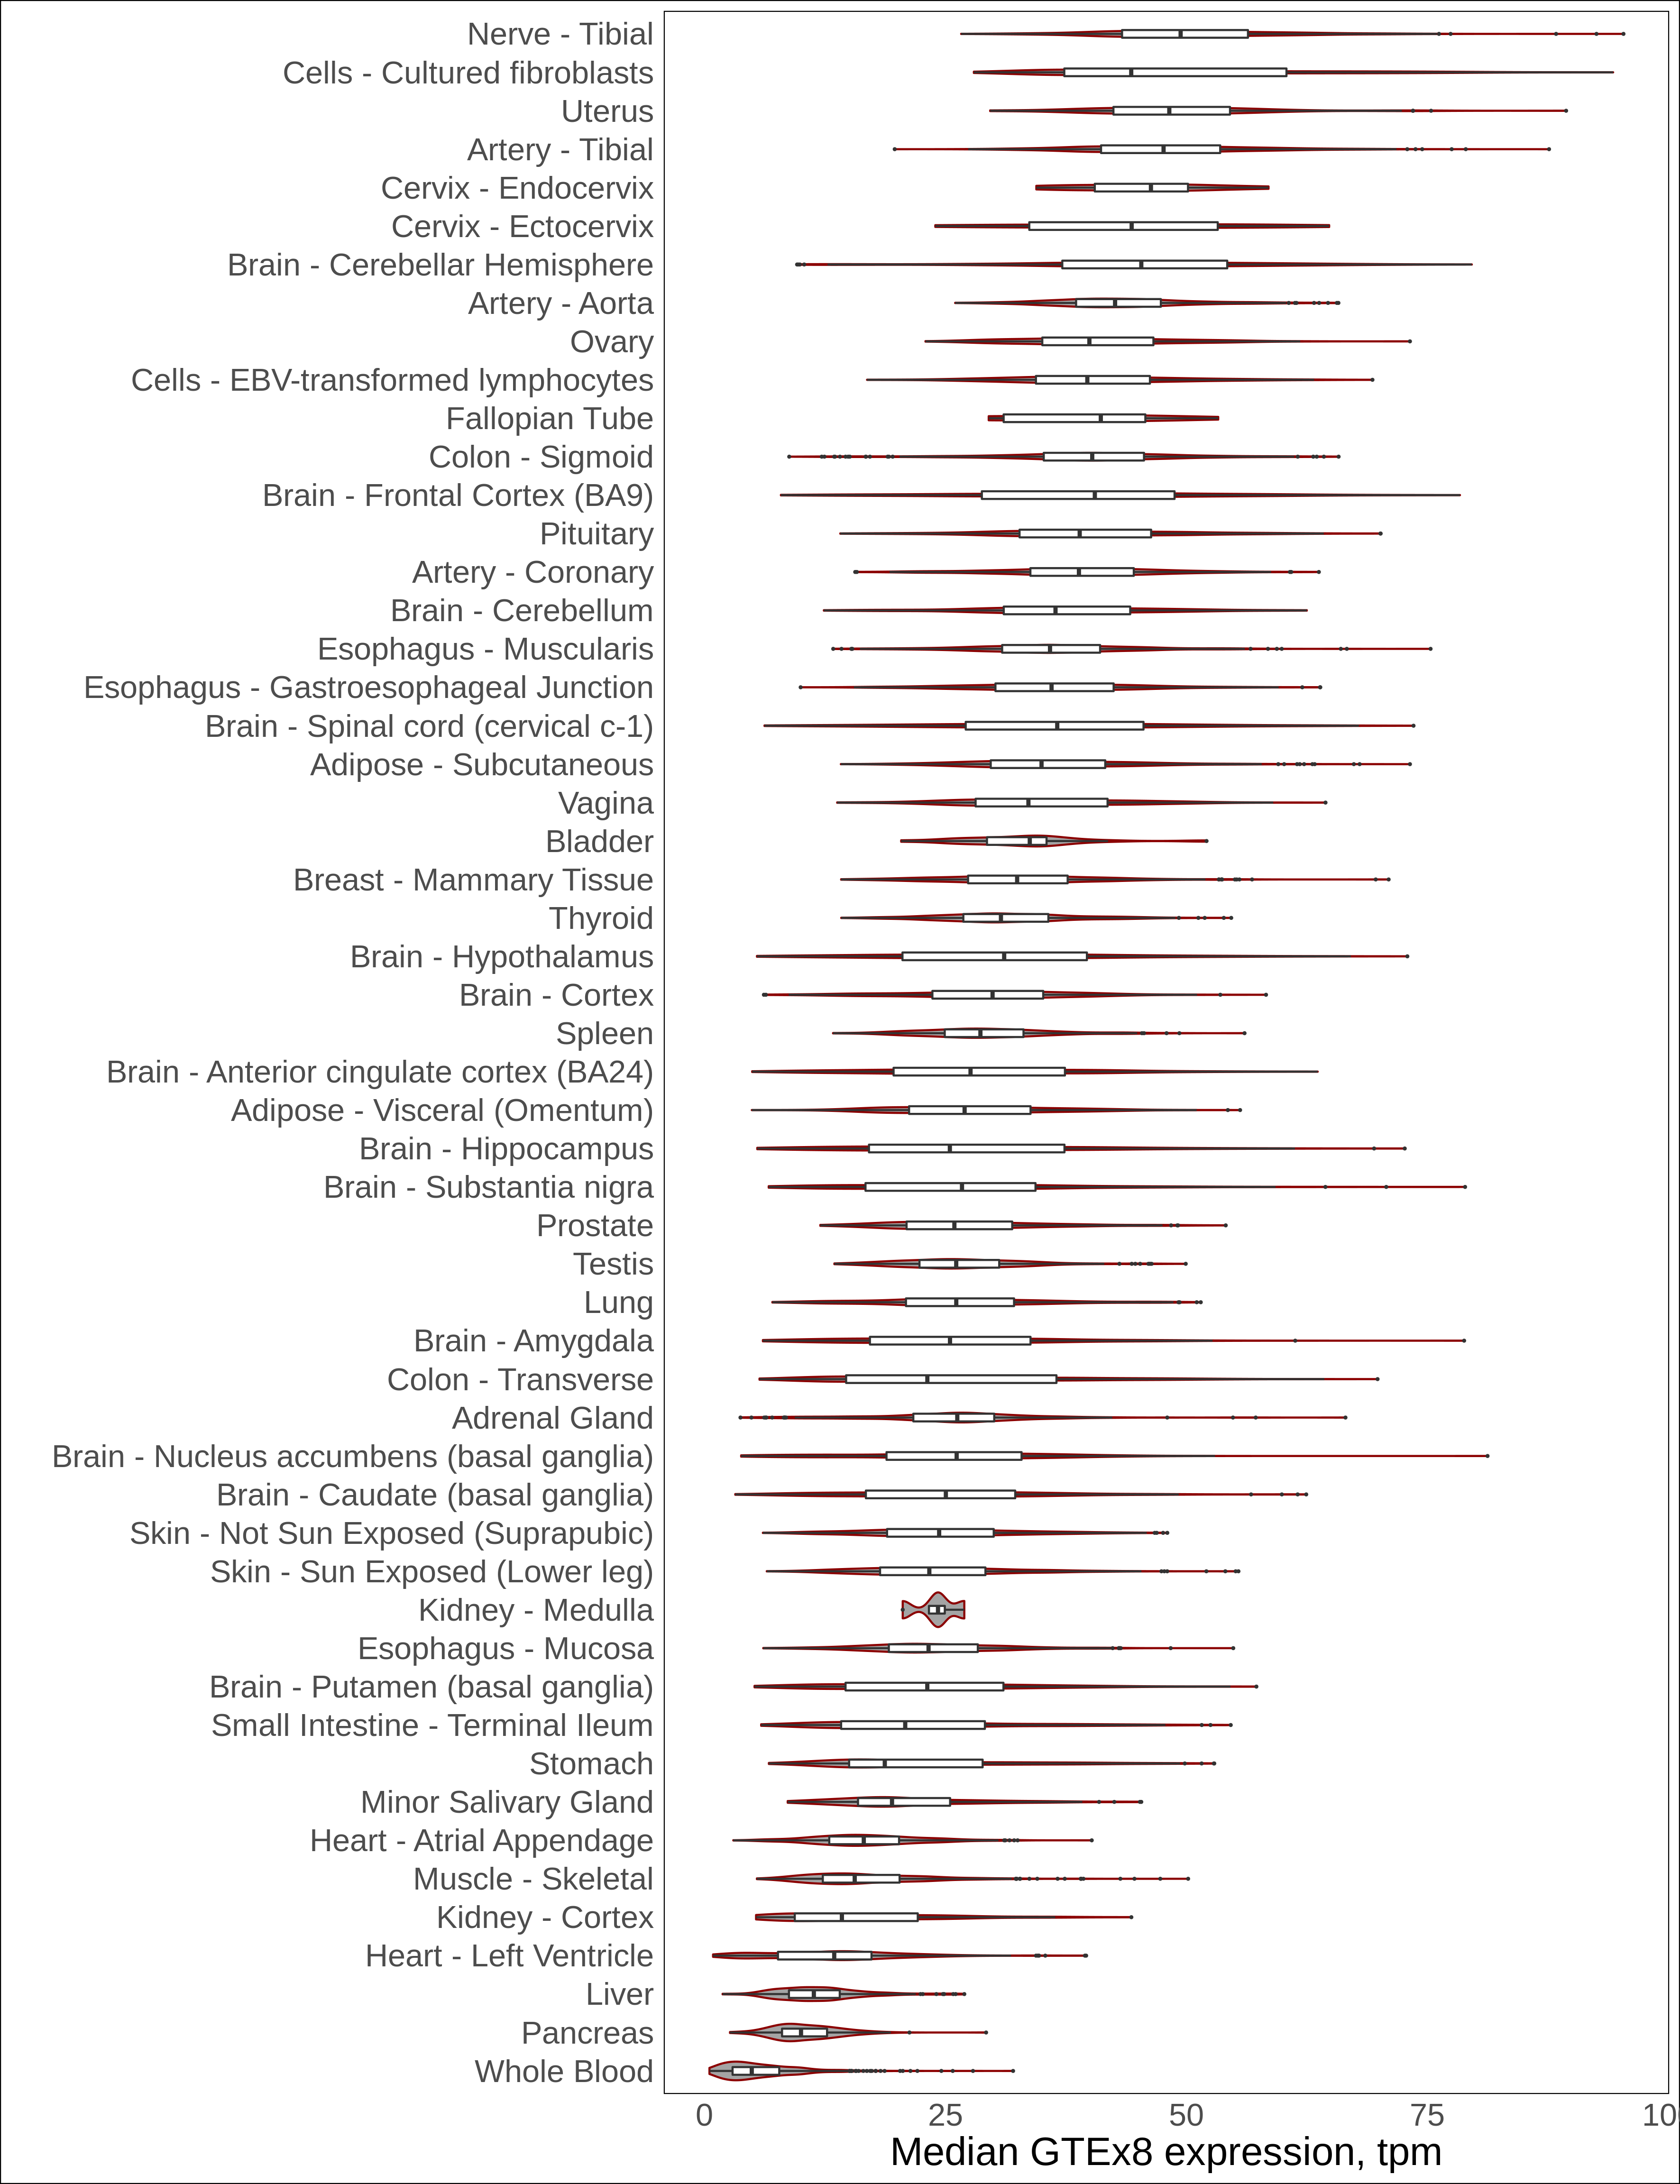 Nerve - Tibial
Cells - Cultured fibroblasts
Uterus
Artery - Tibial
Cervix - Endocervix
Cervix - Ectocervix
Brain - Cerebellar Hemisphere
Artery - Aorta
Ovary
Cells - EBV-transformed lymphocytes
Fallopian Tube
Colon - Sigmoid
Brain - Frontal Cortex (BA9)
Pituitary
Artery - Coronary
Brain - Cerebellum
Esophagus - Muscularis
Esophagus - Gastroesophageal Junction
Brain - Spinal cord (cervical c-1)
Adipose - Subcutaneous
Vagina
Bladder
Breast - Mammary Tissue
Thyroid
Brain - Hypothalamus
Brain - Cortex
Spleen
Brain - Anterior cingulate cortex (BA24)
Adipose - Visceral (Omentum)
Brain - Hippocampus
Brain - Substantia nigra
Prostate
Testis
Lung
Brain - Amygdala
Colon - Transverse
Adrenal Gland
Brain - Nucleus accumbens (basal ganglia)
Brain - Caudate (basal ganglia)
Skin - Not Sun Exposed (Suprapubic)
Skin - Sun Exposed (Lower leg)
Kidney - Medulla
Esophagus - Mucosa
Brain - Putamen (basal ganglia)
Small Intestine - Terminal Ileum
Stomach
Minor Salivary Gland
Heart - Atrial Appendage
Muscle - Skeletal
Kidney - Cortex
Heart - Left Ventricle
Liver
Pancreas
Whole Blood
0 25 50 75 10
Median GTEx8 expression, tpm